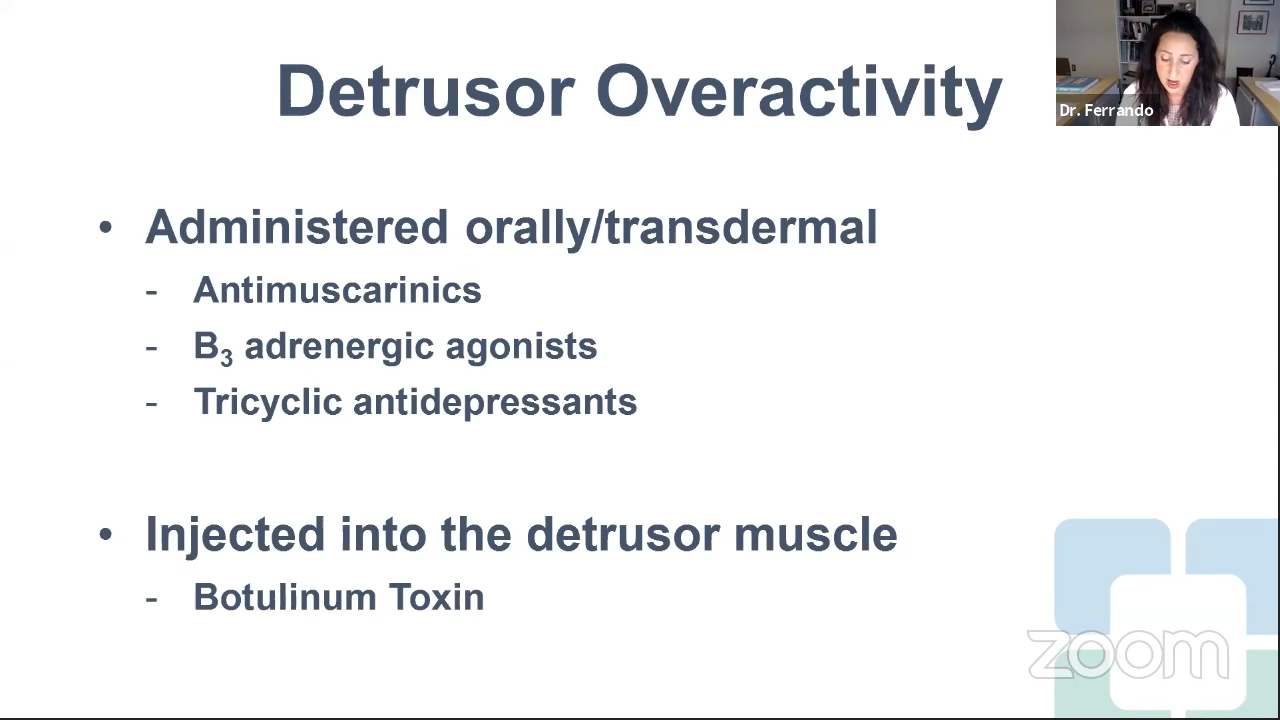 Detrusor Overactivity
Dr. Ferrando
• Administered orally/transdermal
- Antimuscarinics
- B₃ adrenergic agonists
- Tricyclic antidepressants
• Injected into the detrusor muscle
- Botulinum Toxin
zoom